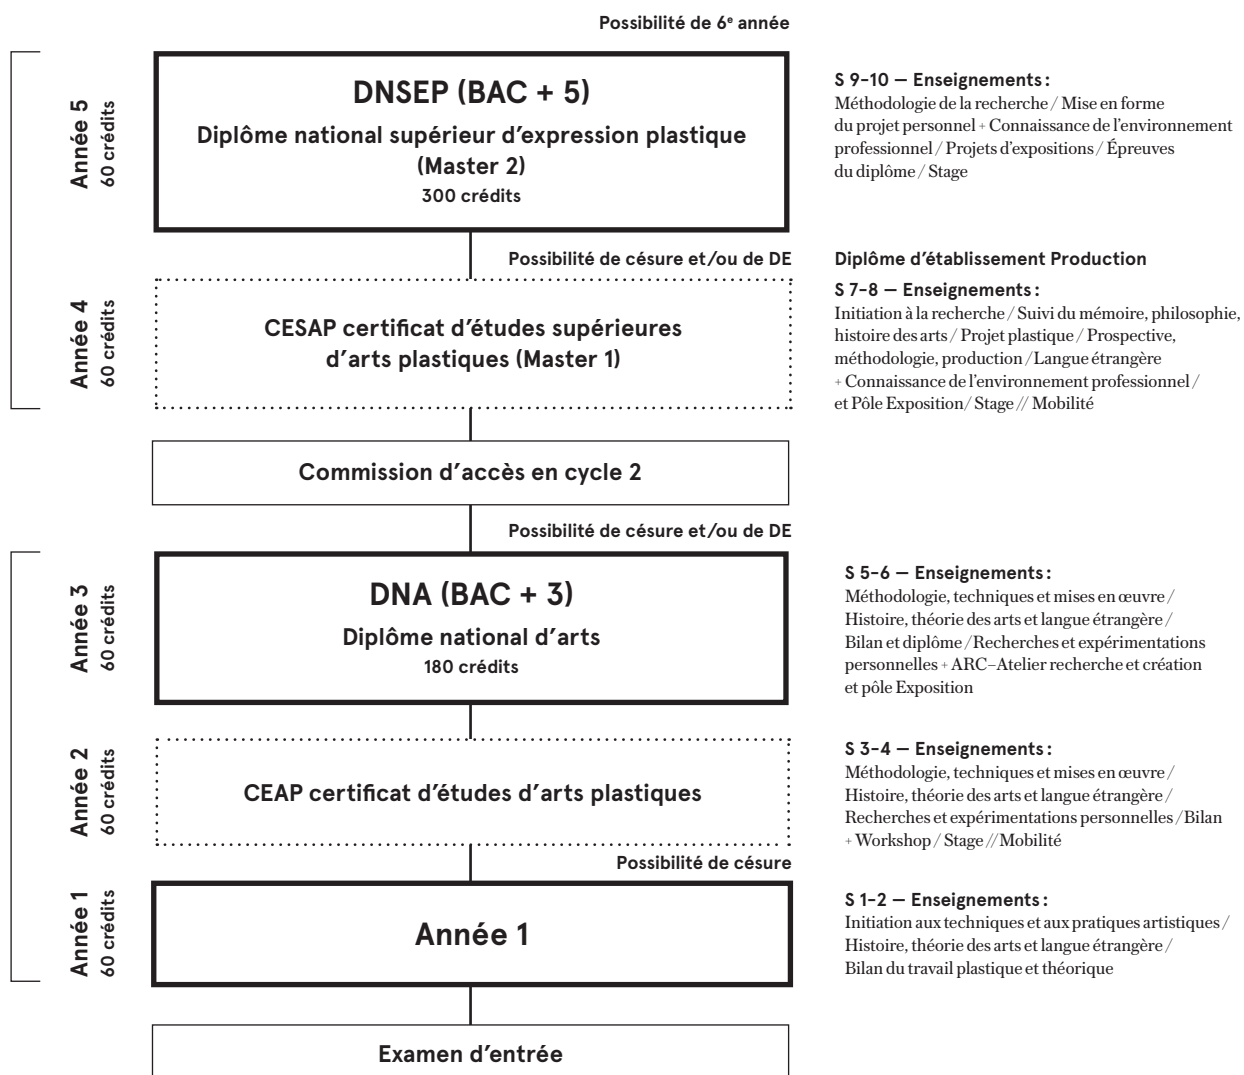 Possibilité de 6e année
Année 5
60 crédits
DNSEP (BAC + 5)
Diplôme national supérieur d’expression plastique
(Master 2)
300 crédits
S 9-10 — Enseignements :
Méthodologie de la recherche / Mise en forme
du projet personnel + Connaissance de l’environnement
professionnel / Projets d’expositions / Épreuves
du diplôme / Stage
Possibilité de césure et/ou de DE
Diplôme d’établissement Production
Année 4
60 crédits
CESAP certificat d’études supérieures
d’arts plastiques (Master 1)
S 7-8 — Enseignements :
Initiation à la recherche / Suivi du mémoire, philosophie,
histoire des arts / Projet plastique / Prospective,
méthodologie, production /Langue étrangère
+ Connaissance de l’environnement professionnel /
et Pôle Exposition/ Stage // Mobilité
Commission d’accès en cycle 2
Possibilité de césure et/ou de DE
Année 3
60 crédits
DNA (BAC + 3)
Diplôme national d’arts
180 crédits
S 5-6 — Enseignements :
Méthodologie, techniques et mises en œuvre /
Histoire, théorie des arts et langue étrangère /
Bilan et diplôme / Recherches et expérimentations
personnelles + ARC–Atelier recherche et création
et pôle Exposition
Année 2
60 crédits
CEAP certificat d’études d’arts plastiques
S 3-4 — Enseignements :
Méthodologie, techniques et mises en œuvre /
Histoire, théorie des arts et langue étrangère /
Recherches et expérimentations personnelles / Bilan
+ Workshop / Stage // Mobilité
Possibilité de césure
Année 1
60 crédits
Année 1
S 1-2 — Enseignements :
Initiation aux techniques et aux pratiques artistiques /
Histoire, théorie des arts et langue étrangère /
Bilan du travail plastique et théorique
Examen d’entrée